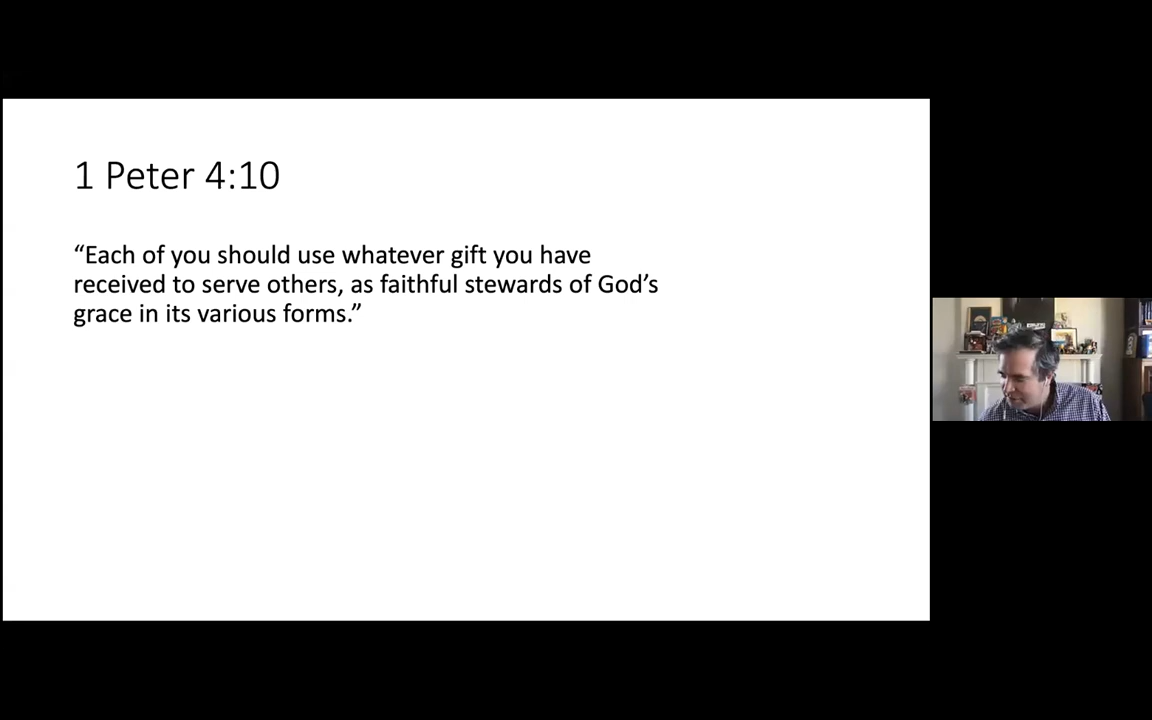 1 Peter 4:10
“Each of you should use whatever gift you have
received to serve others, as faithful stewards of God’s
grace in its various forms.”